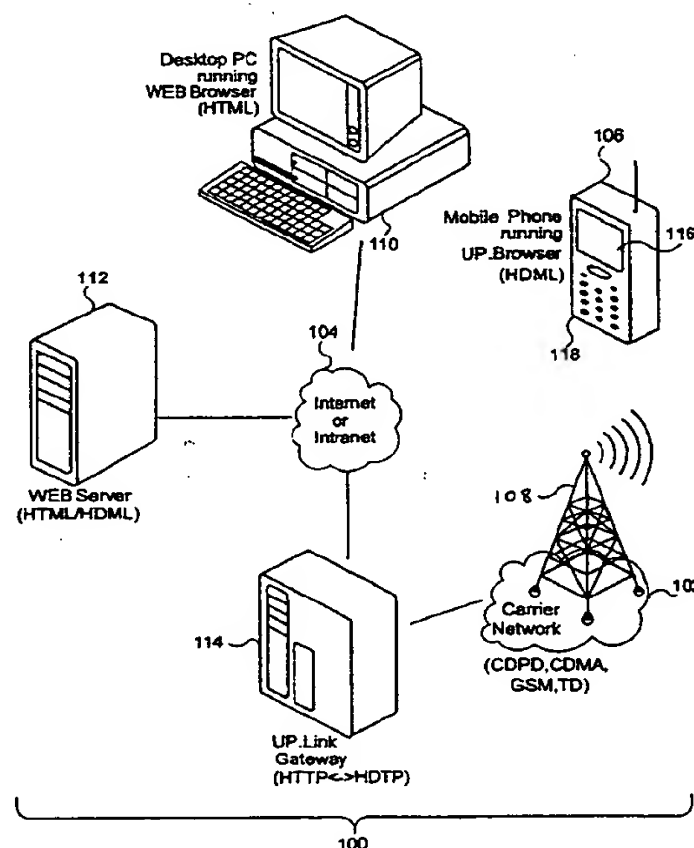 Desktop PC
running
WEB Browser
(HTML)
110
106
Mobile Phone
running
UP.Browser
(HDML)
116
118
112
WEB Server
(HTML/HDML)
104
Internet
or
Intranet
108
102
Carrier
Network
(CDPD,CDMA,
GSM,TD)
114
UP.Link
Gateway
(HTTP<->HDTP)
100